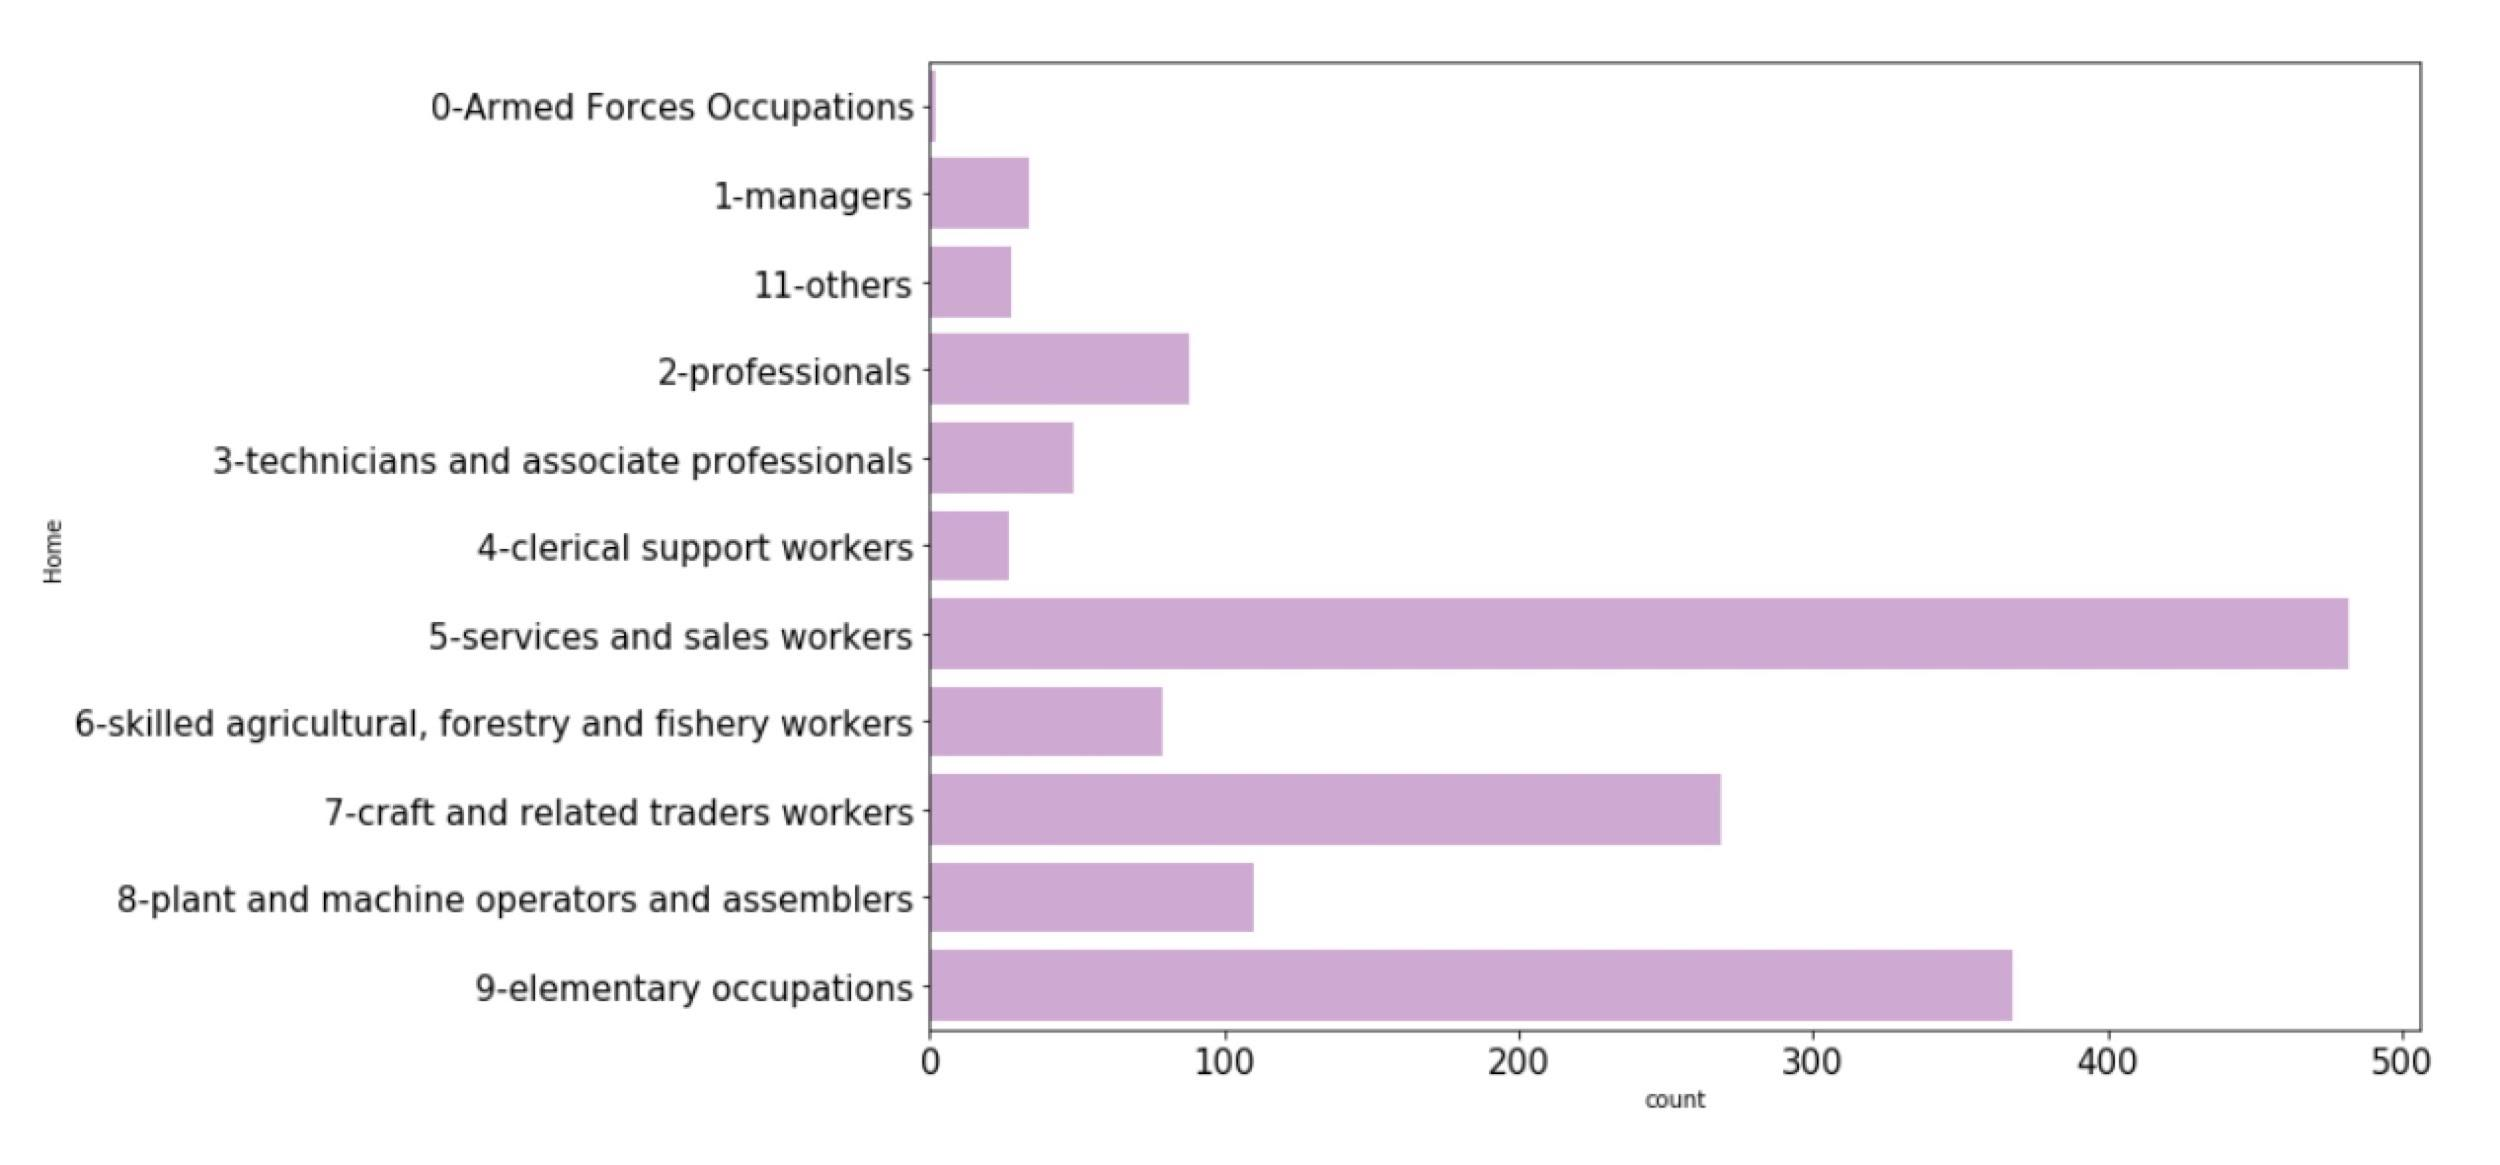 0-Armed Forces Occupations
1-managers
11-others
2-professionals
3-technicians and associate professionals
4-clerical support workers
5-services and sales workers
6-skilled agricultural, forestry and fishery workers
7-craft and related traders workers
8-plant and machine operators and assemblers
9-elementary occupations
Home
0 100 200 300 400 500
count